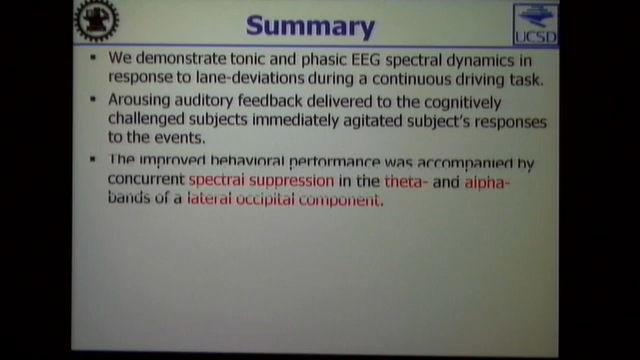 Summary
UCSD
▪ We demonstrate tonic and phasic EEG spectral dynamics in
response to lane-deviations during a continuous driving task.
▪ Arousing auditory feedback delivered to the cognitively
challenged subjects immediately agitated subject's responses
to the events.
▪ The improved behavioral performance was accompanied by
concurrent spectral suppression in the theta- and alpha-
bands of a lateral occipital component.